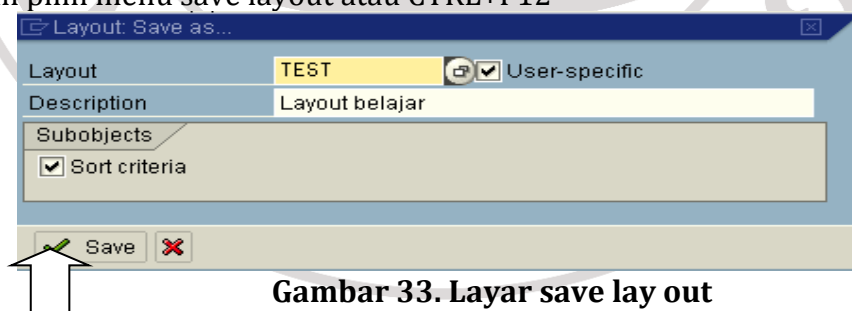 pilih menu save layout atau CTRL+F12
Layout: Save as...
Layout TEST User-specific
Description Layout belajar
Subobjects
Sort criteria
Save
Gambar 33. Layar save lay out